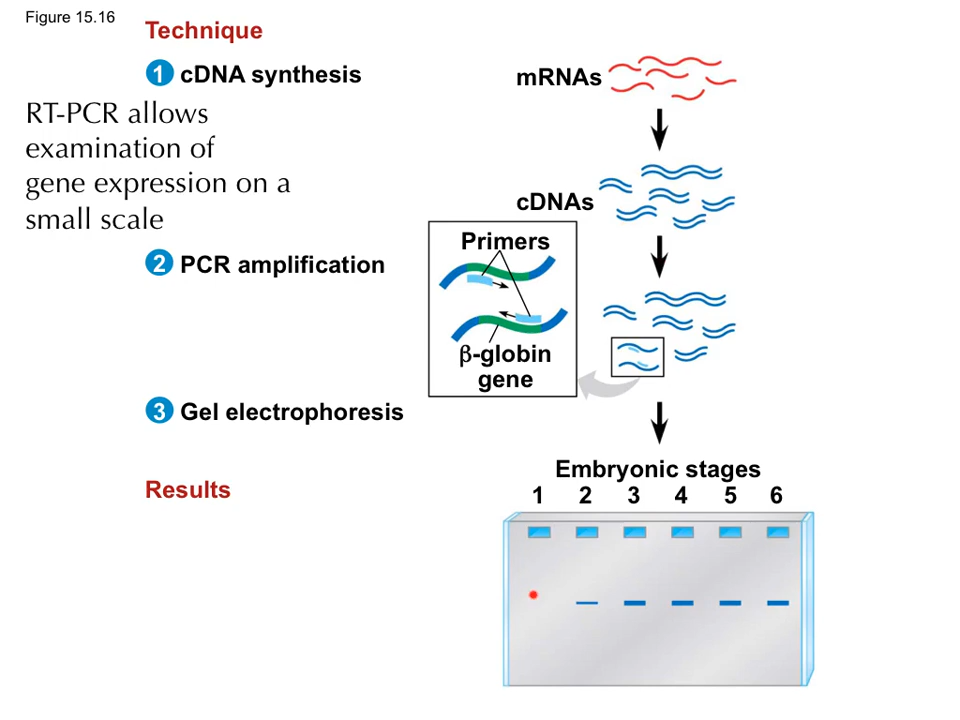 Figure 15.16
Technique
1 cDNA synthesis
mRNAs
RT-PCR allows
examination of
gene expression on a
small scale
cDNAs
Primers
2 PCR amplification
β-globin
gene
3 Gel electrophoresis
Embryonic stages
Results
1 2 3 4 5 6